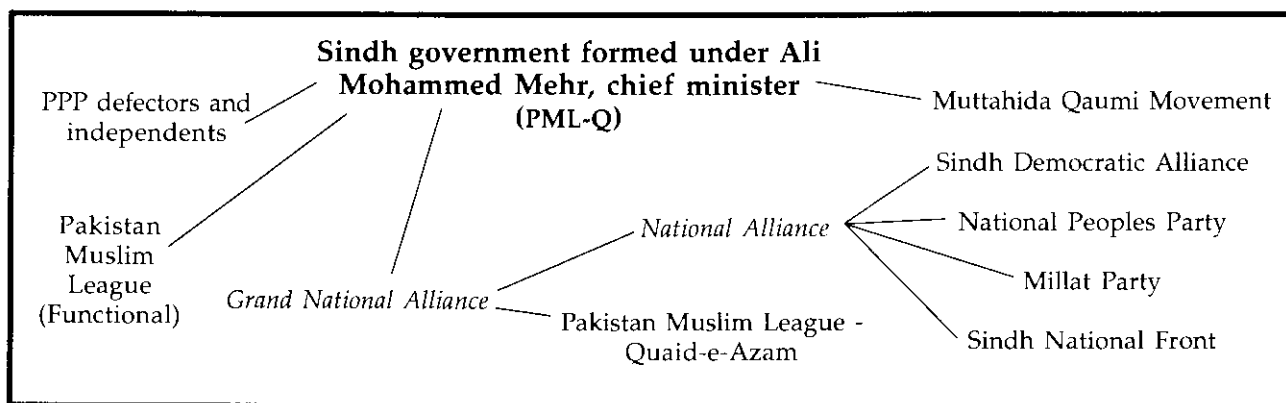 Sindh government formed under Ali
Mohammed Mehr, chief minister
(PML-Q)
PPP defectors and
independents
Muttahida Qaumi Movement
Pakistan
Muslim
League
(Functional)
Grand National Alliance
National Alliance
Pakistan Muslim League -
Quaid-e-Azam
Sindh Democratic Alliance
National Peoples Party
Millat Party
Sindh National Front